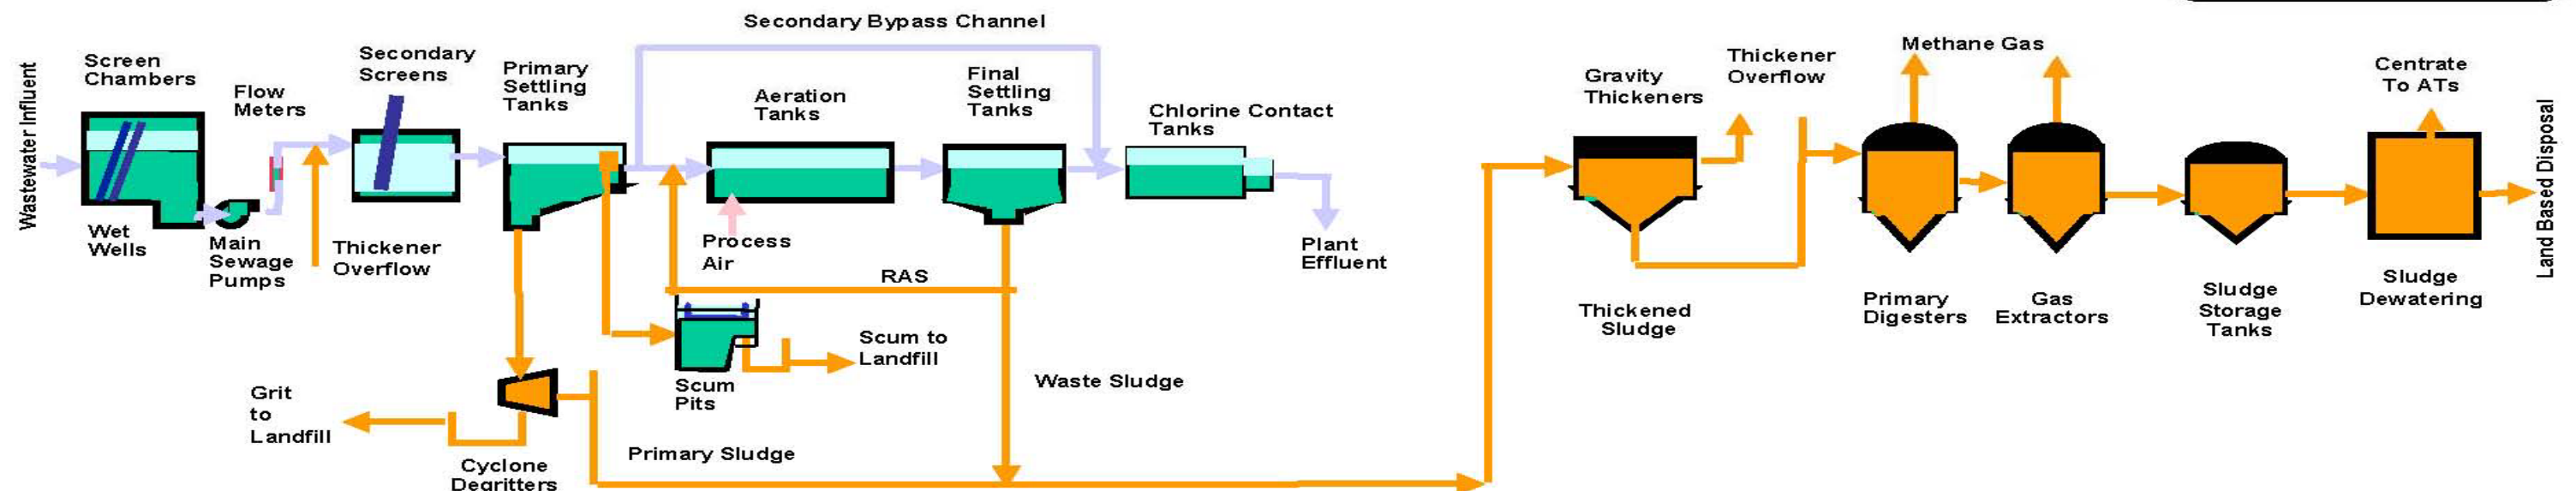 Secondary Bypass Channel
Wastewater Influent
Screen
Chambers
Flow
Meters
Secondary
Screens
Primary
Settling
Tanks
Aeration
Tanks
Final
Settling
Tanks
Chlorine Contact
Tanks
Wet
Wells
Main
Sewage
Pumps
Thickener
Overflow
Process
Air
RAS
Plant
Effluent
Scum to
Landfill
Scum
Pits
Waste Sludge
Grit
to
Landfill
Cyclone
Degritters
Primary Sludge
Gravity
Thickeners
Thickener
Overflow
Methane Gas
Centrate
To ATs
Land Based Disposal
Thickened
Sludge
Primary
Digesters
Gas
Extractors
Sludge
Storage
Tanks
Sludge
Dewatering